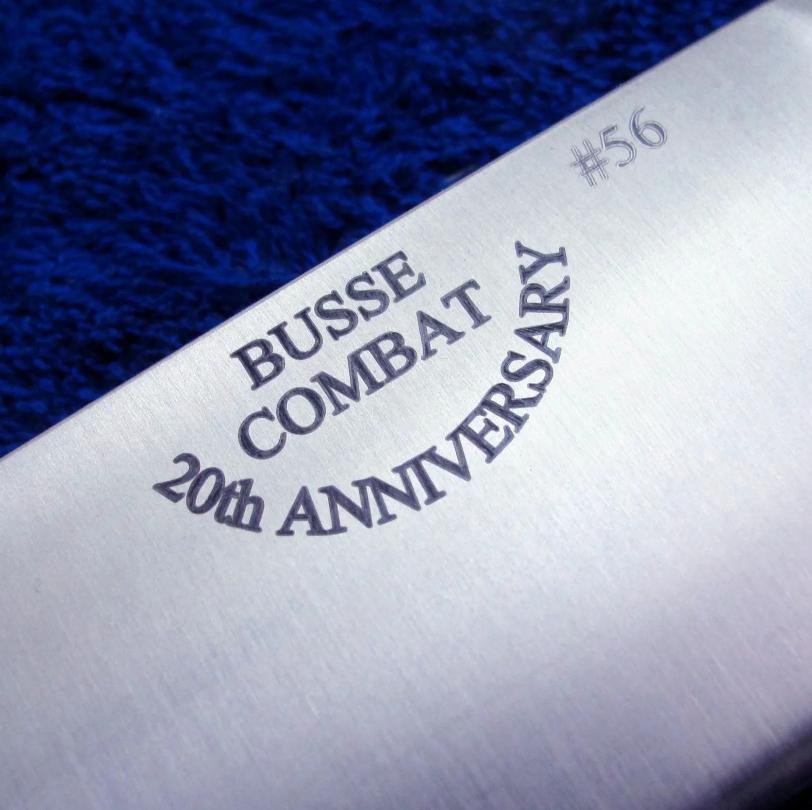 #56
BUSSE
COMBAT
20th ANNIVERSARY